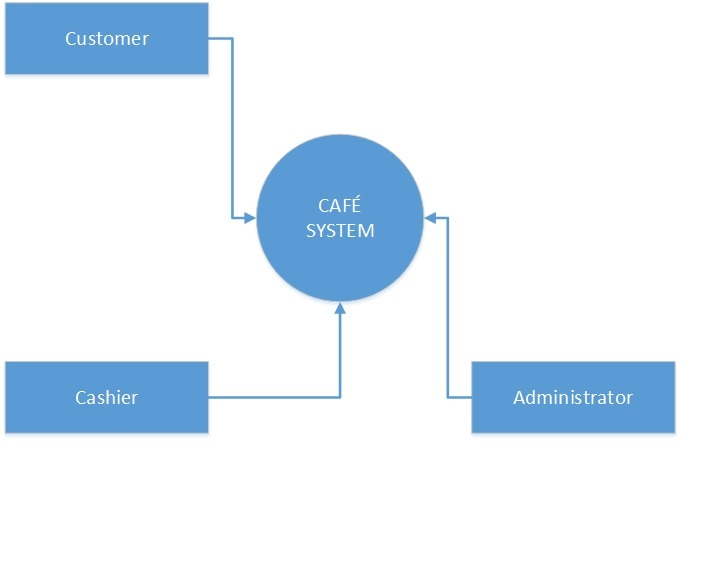 Customer
CAFÉ
SYSTEM
Cashier
Administrator